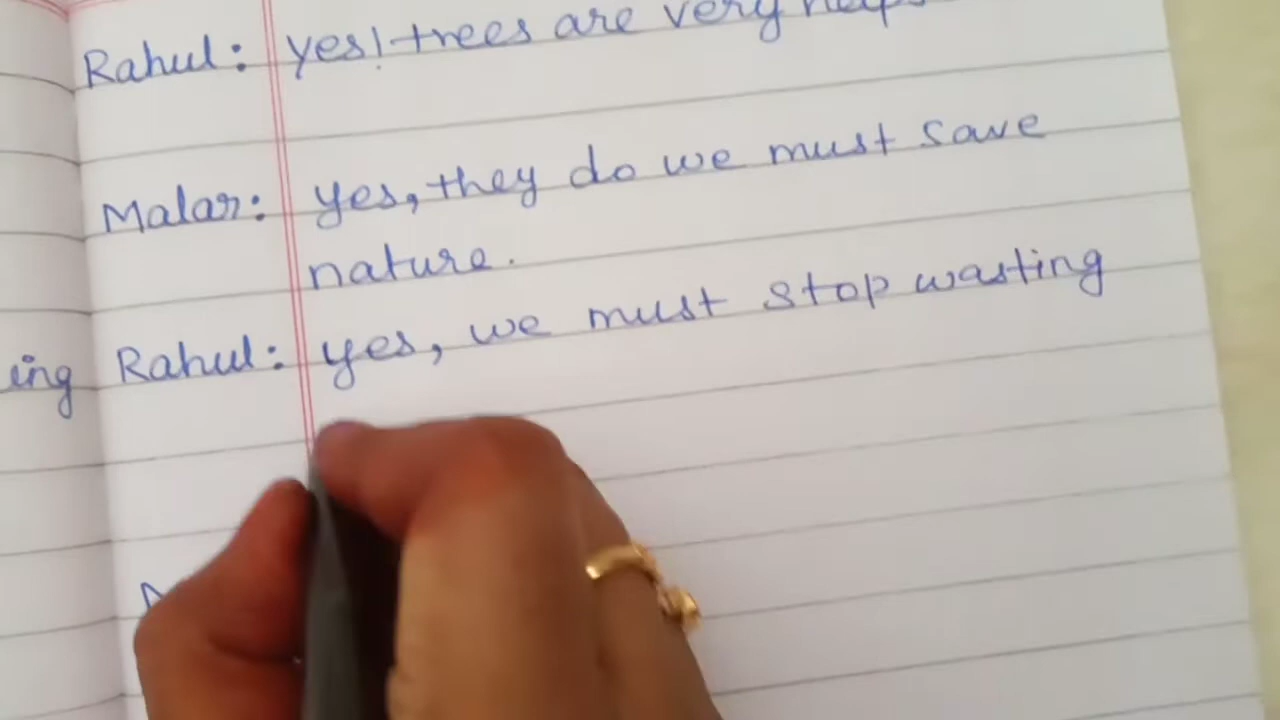 Rahul: yes! trees are very
Malar: yes, they do we must save
nature.
ing Rahul: yes, we must stop wasting